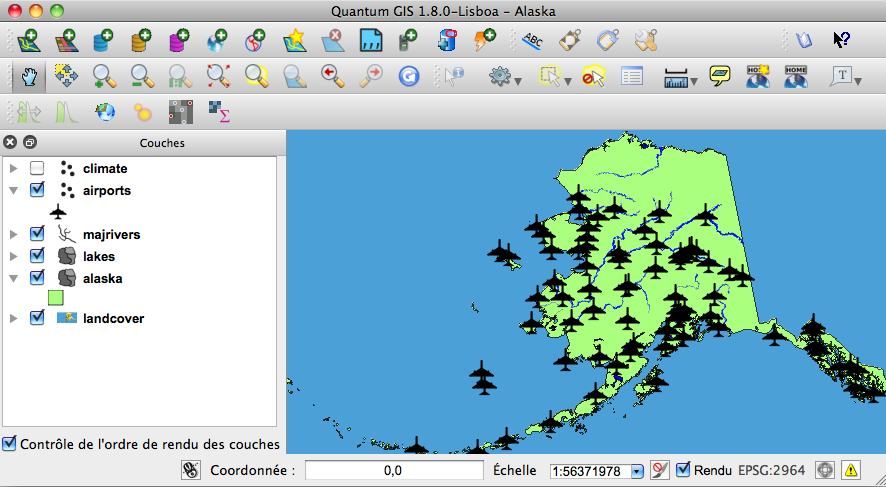 Quantum GIS 1.8.0-Lisboa - Alaska
ABC
HOME
HOME
T
Couches
climate
airports
majrivers
lakes
alaska
landcover
Contrôle de l'ordre de rendu des couches
Coordonnée :
0,0
Échelle
1:56371978
Rendu
EPSG:2964